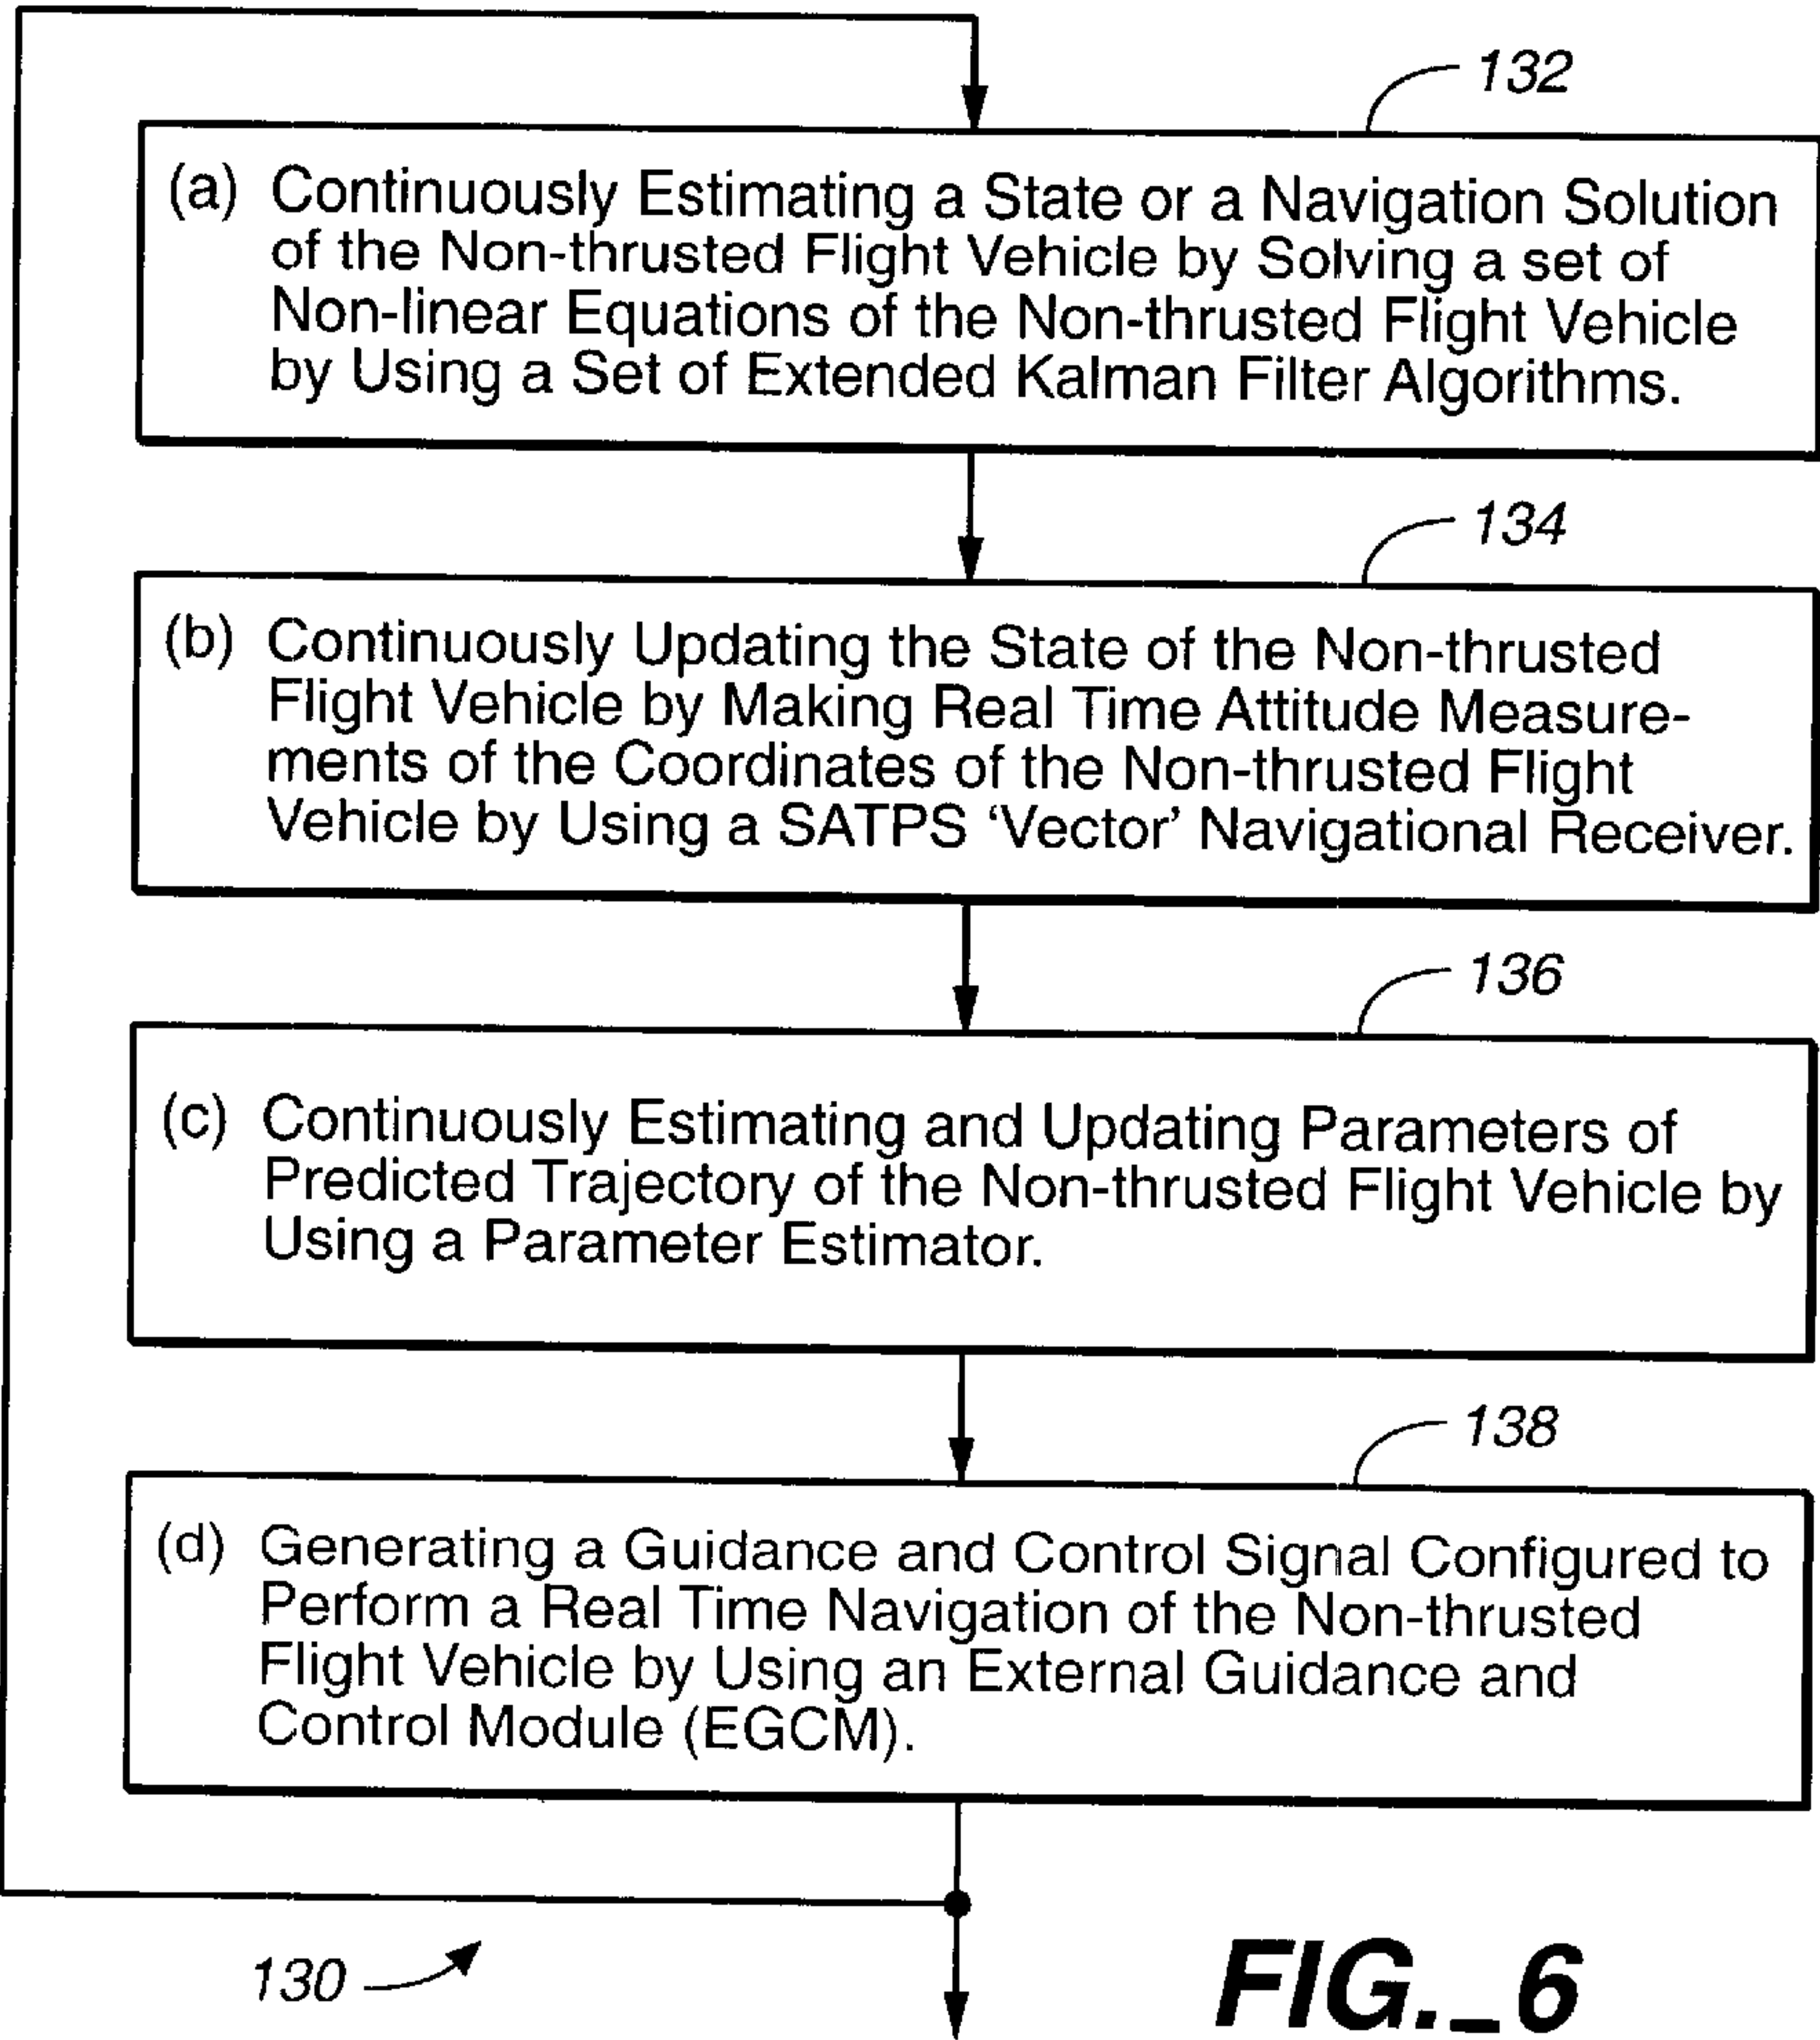 132
(a) Continuously Estimating a State or a Navigation Solution
of the Non-thrusted Flight Vehicle by Solving a set of
Non-linear Equations of the Non-thrusted Flight Vehicle
by Using a Set of Extended Kalman Filter Algorithms.
134
(b) Continuously Updating the State of the Non-thrusted
Flight Vehicle by Making Real Time Attitude Measure-
ments of the Coordinates of the Non-thrusted Flight
Vehicle by Using a SATPS ‘Vector’ Navigational Receiver.
136
(c) Continuously Estimating and Updating Parameters of
Predicted Trajectory of the Non-thrusted Flight Vehicle by
Using a Parameter Estimator.
138
(d) Generating a Guidance and Control Signal Configured to
Perform a Real Time Navigation of the Non-thrusted
Flight Vehicle by Using an External Guidance and
Control Module (EGCM).
130
FIG._6